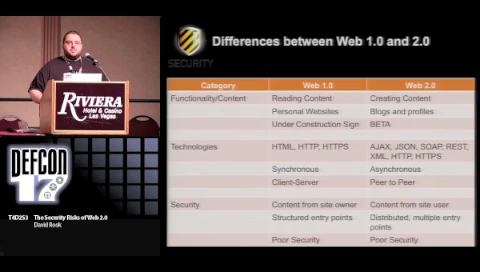 Differences between Web 1.0 and 2.0
SECURITY
Category Web 1.0 Web 2.0
Functionality/Content Reading Content Creating Content
Personal Websites Blogs and profiles
Under Construction Sign BETA
Technologies HTML, HTTP, HTTPS AJAX, JSON, SOAP, REST,
XML, HTTP, HTTPS
Synchronous Asynchronous
Client-Server Peer to Peer
Security Content from site owner Content from site user
Structured entry points Distributed, multiple entry
points
Poor Security Poor Security
RIVIERA
Hotel & Casino
Las Vegas
DEFCON
17
T4D253 The Security Risks of Web 2.0
David Rook